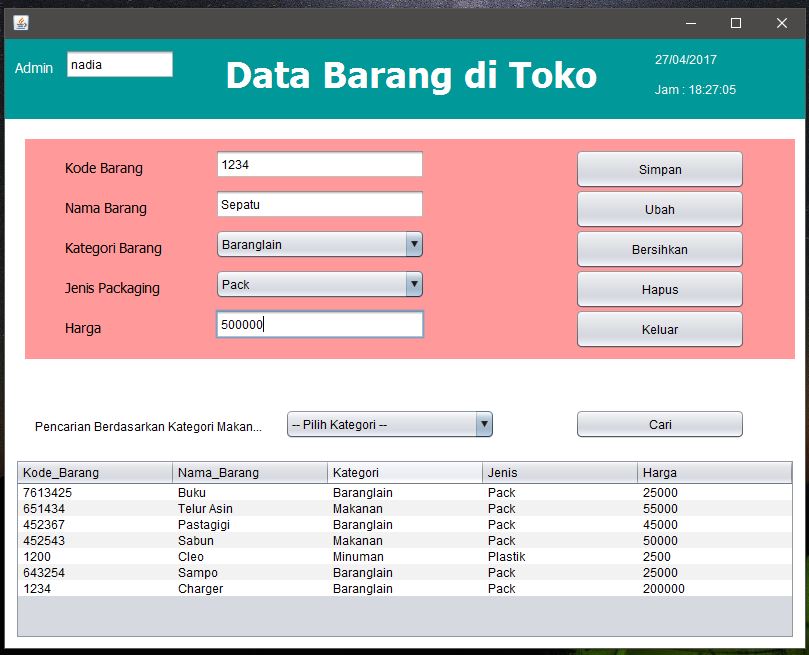 Admin nadia Data Barang di Toko 27/04/2017
Jam : 18:27:05
Kode Barang 1234 Simpan
Nama Barang Sepatu Ubah
Kategori Barang Baranglain Bersihkan
Jenis Packaging Pack Hapus
Harga 500000 Keluar
Pencarian Berdasarkan Kategori Makan... -- Pilih Kategori -- Cari
Kode_Barang Nama_Barang Kategori Jenis Harga
7613425 Buku Baranglain Pack 25000
651434 Telur Asin Makanan Pack 55000
452367 Pastagigi Baranglain Pack 45000
452543 Sabun Makanan Pack 50000
1200 Cleo Minuman Plastik 2500
643254 Sampo Baranglain Pack 25000
1234 Charger Baranglain Pack 200000